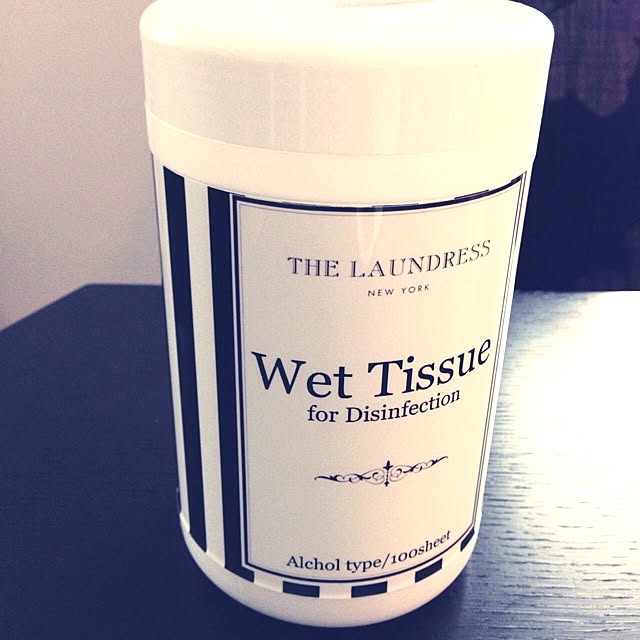 THE LAUNDRESS
NEW YORK
Wet Tissue
for Disinfection
Alchol type/100sheet